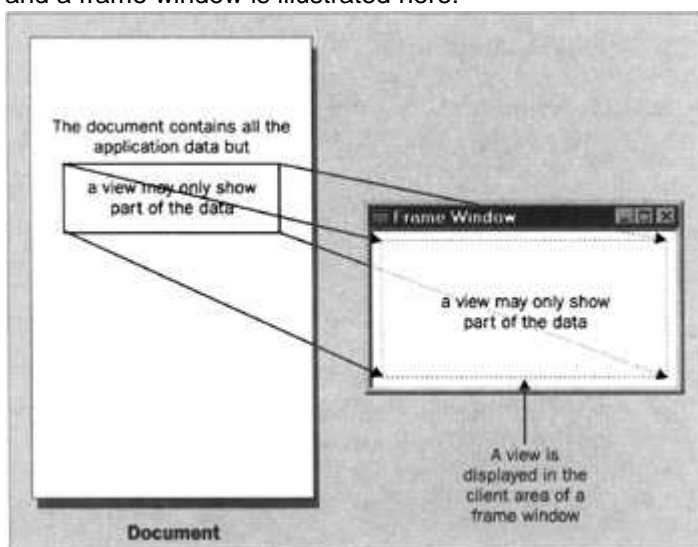 and a frame window is illustrated here:
The document contains all the
application data but
a view may only show
part of the data
Frame Window
a view may only show
part of the data
A view is
displayed in the
client area of a
frame window
Document